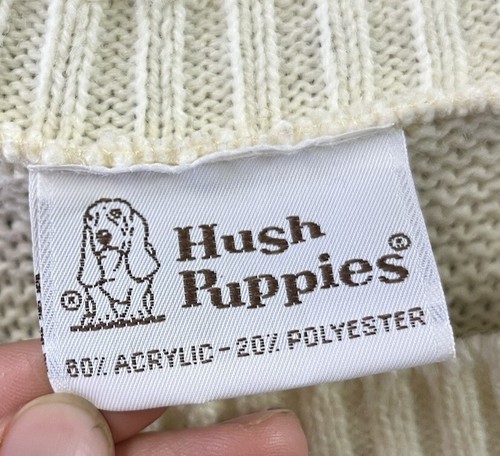 Hush
Puppies®
®
80% ACRYLIC-20% POLYESTER